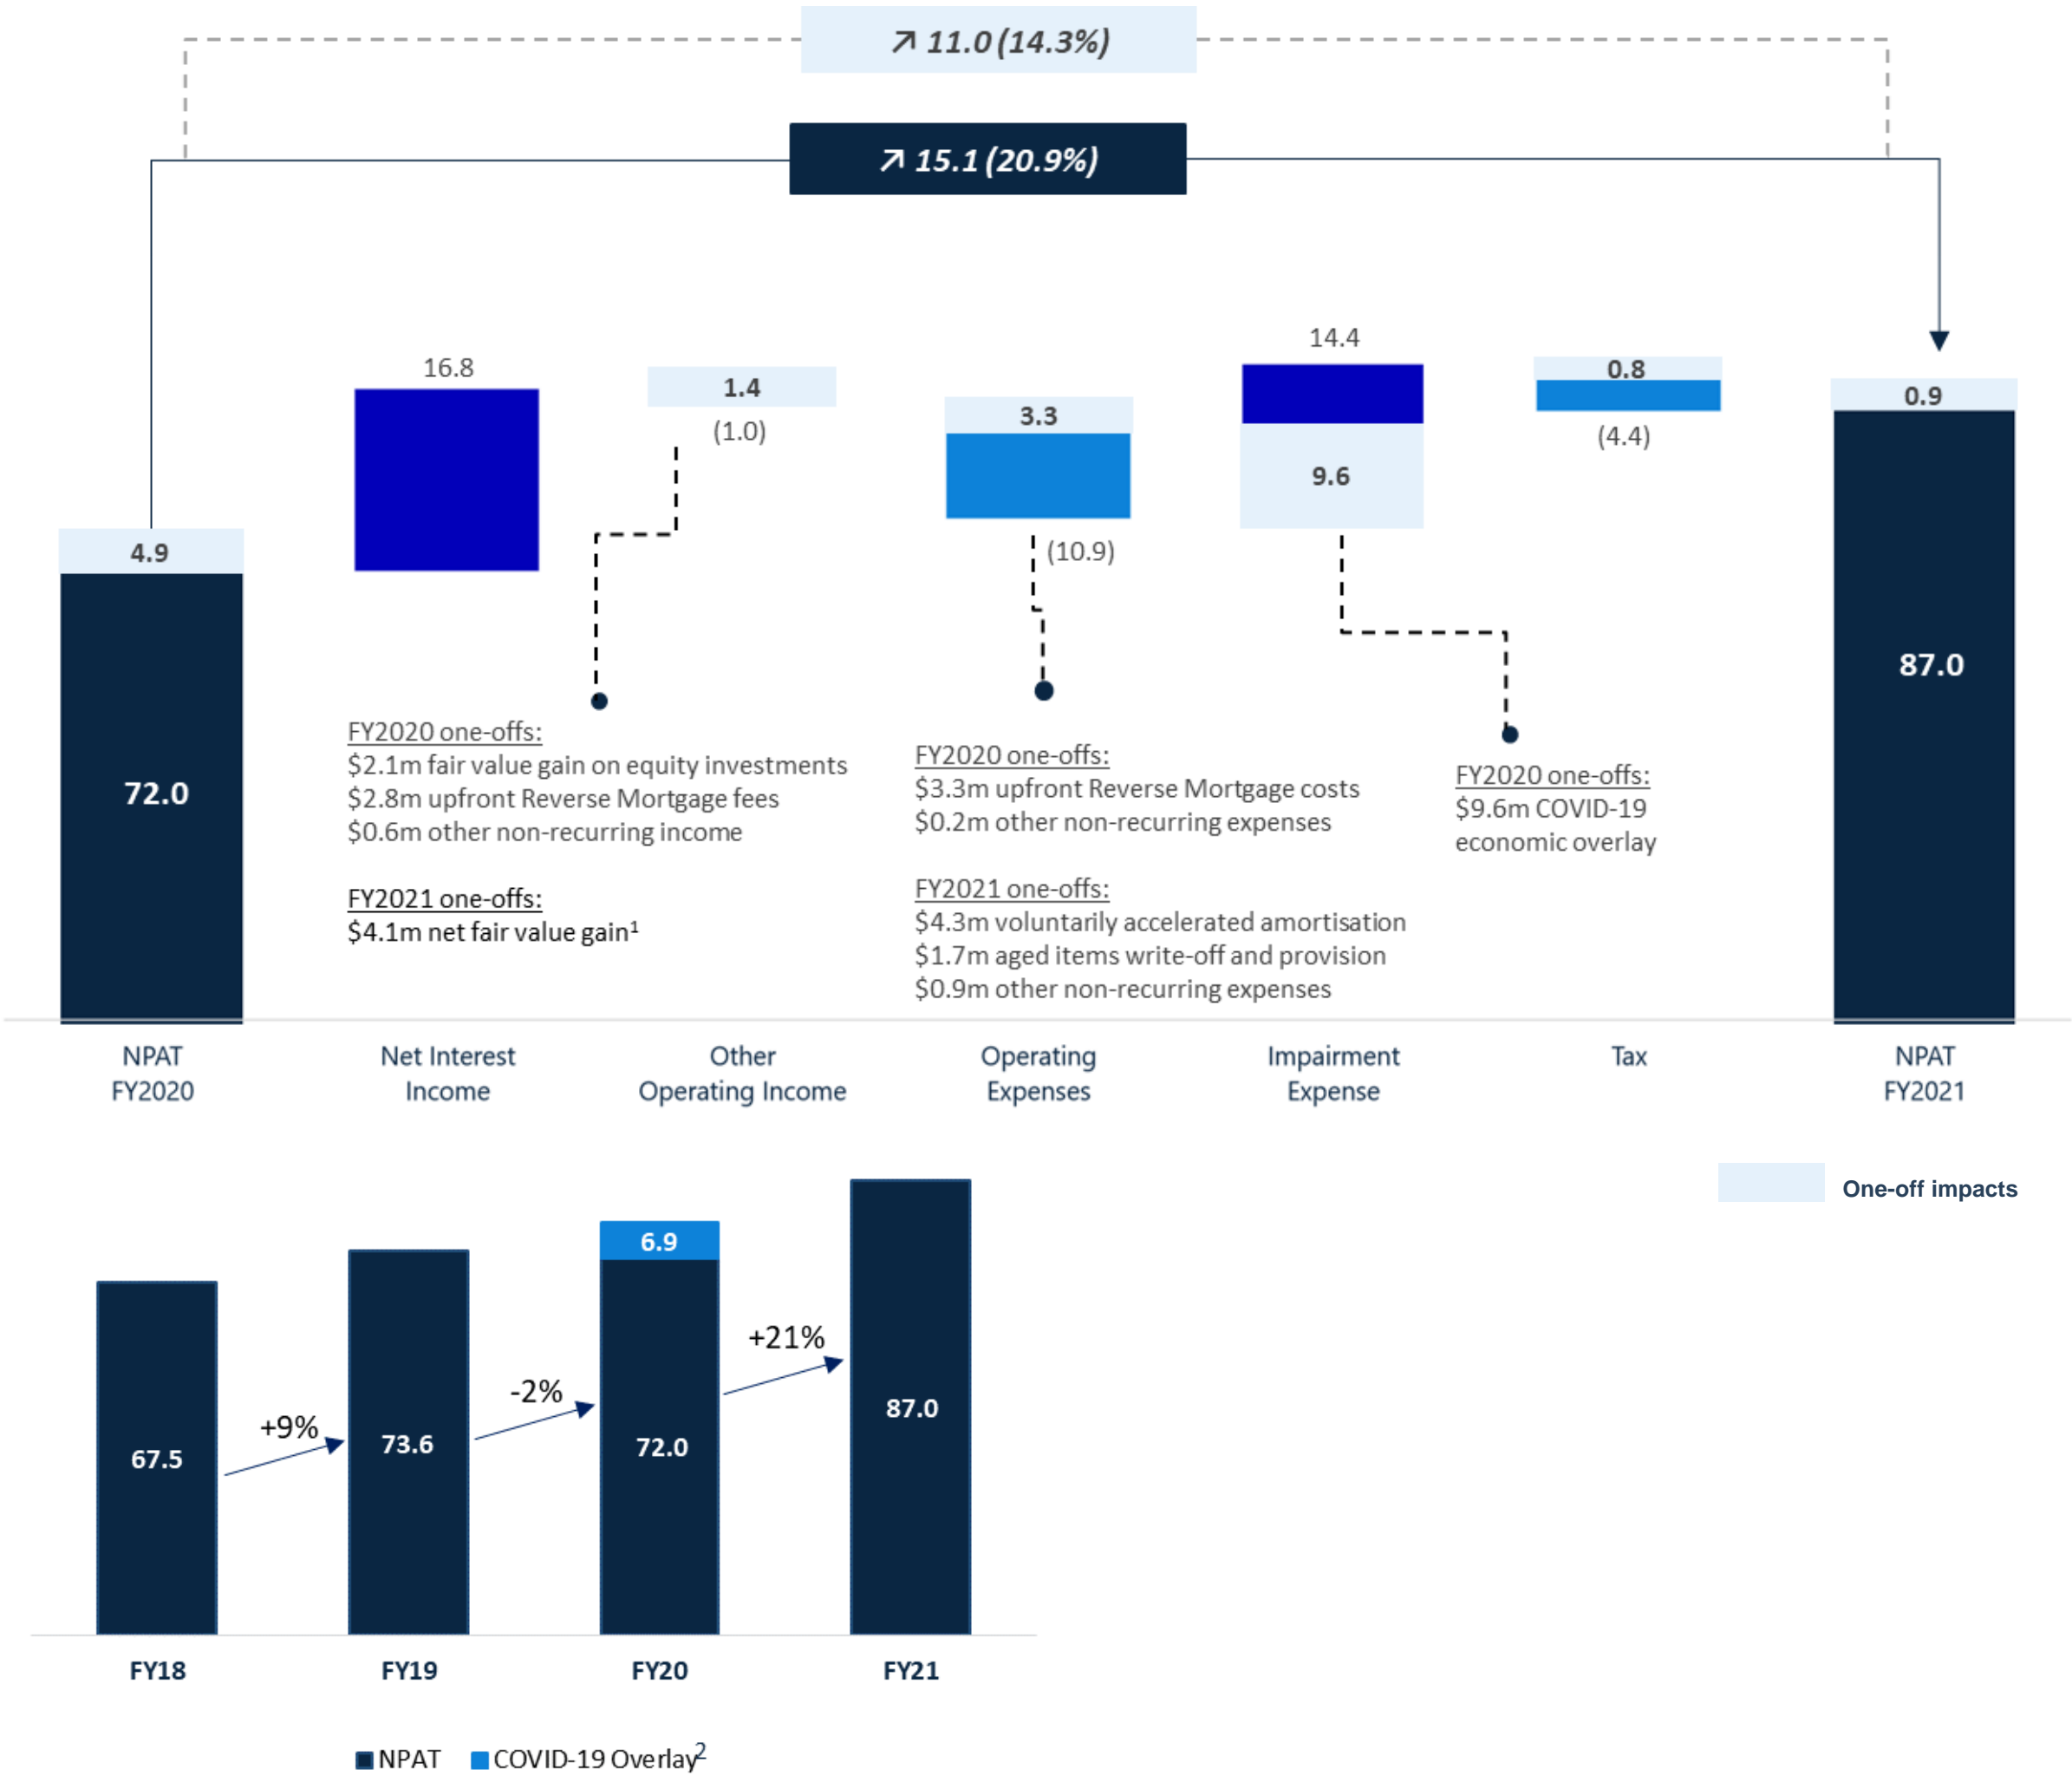 ↗ 11.0 (14.3%)
↗ 15.1 (20.9%)
4.9
72.0
16.8
1.4
(1.0)
3.3
(10.9)
14.4
9.6
0.8
(4.4)
0.9
87.0
FY2020 one-offs:
$2.1m fair value gain on equity investments
$2.8m upfront Reverse Mortgage fees
$0.6m other non-recurring income
FY2021 one-offs:
$4.1m net fair value gain¹
FY2020 one-offs:
$3.3m upfront Reverse Mortgage costs
$0.2m other non-recurring expenses
FY2021 one-offs:
$4.3m voluntarily accelerated amortisation
$1.7m aged items write-off and provision
$0.9m other non-recurring expenses
FY2020 one-offs:
$9.6m COVID-19
economic overlay
NPAT
FY2020
Net Interest
Income
Other
Operating Income
Operating
Expenses
Impairment
Expense
Tax
NPAT
FY2021
One-off impacts
67.5
+9%
73.6
-2%
6.9
72.0
+21%
87.0
FY18
FY19
FY20
FY21
NPAT
COVID-19 Overlay²